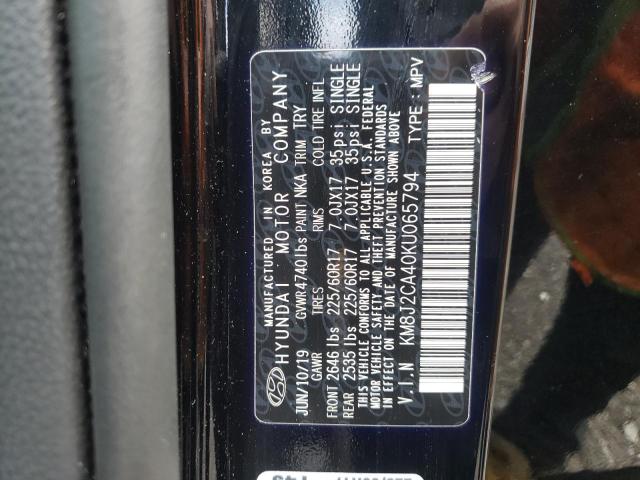 MANUFACTURED IN KOREA BY
HYUNDAI MOTOR COMPANY
JUN/10/19 GVWR 4740lbs PAINT NKA TRIM TRY
GAWR TIRES RIMS COLD TIRE INFL
FRONT 2646 lbs 225/60R17 7.0JX17 35psi SINGLE
REAR 2535 lbs 225/60R17 7.0JX17 35psi SINGLE
THIS VEHICLE CONFORMS TO ALL APPLICABLE U.S.A. FEDERAL
MOTOR VEHICLE SAFETY AND THEFT PREVENTION STANDARDS
IN EFFECT ON THE DATE OF MANUFACTURE SHOWN ABOVE
V.I.N KM8J2CA40KU065794 TYPE : MPV